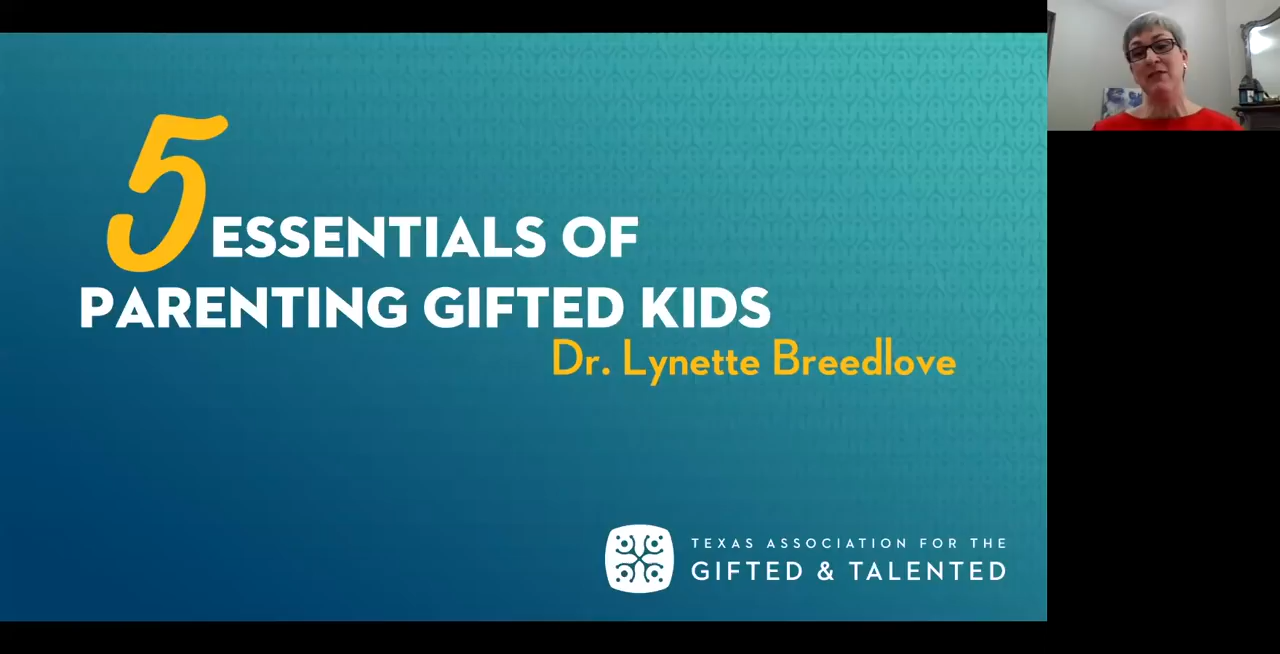 5 ESSENTIALS OF
PARENTING GIFTED KIDS
Dr. Lynette Breedlove
TEXAS ASSOCIATION FOR THE
GIFTED & TALENTED